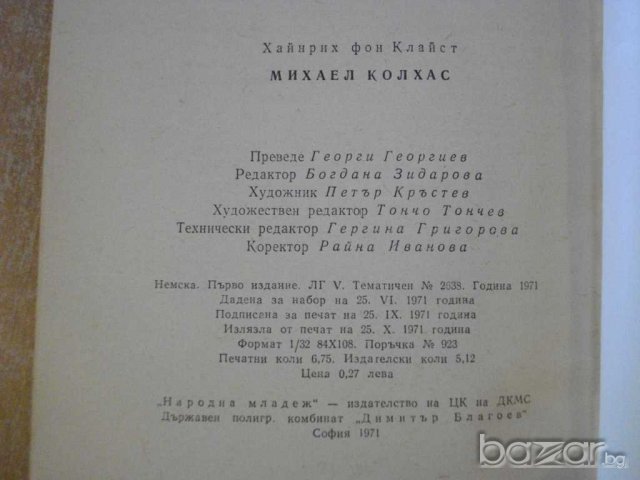 Хайнрих фон Клайст
МИХАЕЛ КОЛХАС
Преведе Георги Георгиев
Редактор Богдана Зидарова
Художник Петър Кръстев
Художествен редактор Тончо Тончев
Технически редактор Гергина Григорова
Коректор Райна Иванова
Немска. Първо издание. ЛГ V. Тематичен № 2638. Година 1971
Дадена за набор на 25. VI. 1971 година
Подписена за печат на 25. IX. 1971 година
Излязла от печат на 25. X. 1971 година
Формат 1/32 84X108. Поръчка № 923
Печатни коли 6,75. Издателски коли 5,12
Цена 0,27 лева
„Народна младеж“ — издателство на ЦК на ДКМС
Държавен полигр. комбинат „Димитър Благоев“
София 1971
bazar.bg